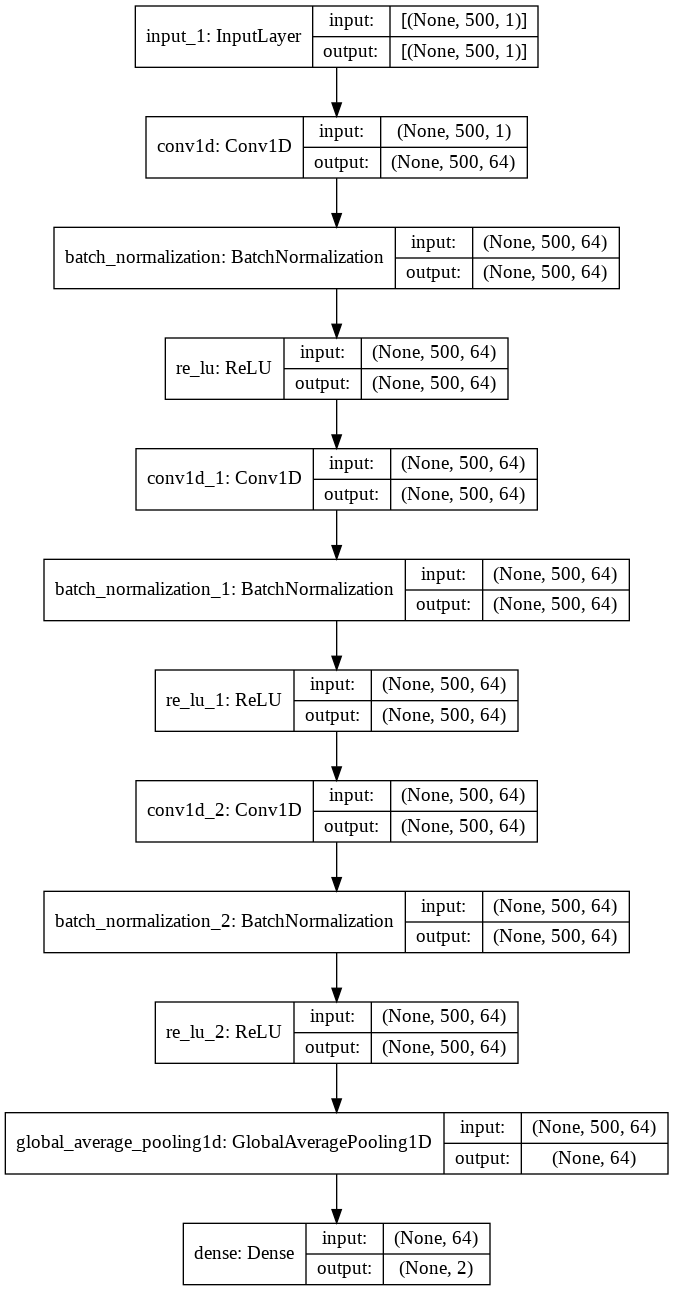 input_1: InputLayer
input: [(None, 500, 1)]
output: [(None, 500, 1)]
conv1d: Conv1D
input: (None, 500, 1)
output: (None, 500, 64)
batch_normalization: BatchNormalization
input: (None, 500, 64)
output: (None, 500, 64)
re_lu: ReLU
input: (None, 500, 64)
output: (None, 500, 64)
conv1d_1: Conv1D
input: (None, 500, 64)
output: (None, 500, 64)
batch_normalization_1: BatchNormalization
input: (None, 500, 64)
output: (None, 500, 64)
re_lu_1: ReLU
input: (None, 500, 64)
output: (None, 500, 64)
conv1d_2: Conv1D
input: (None, 500, 64)
output: (None, 500, 64)
batch_normalization_2: BatchNormalization
input: (None, 500, 64)
output: (None, 500, 64)
re_lu_2: ReLU
input: (None, 500, 64)
output: (None, 500, 64)
global_average_pooling1d: GlobalAveragePooling1D
input: (None, 500, 64)
output: (None, 64)
dense: Dense
input: (None, 64)
output: (None, 2)